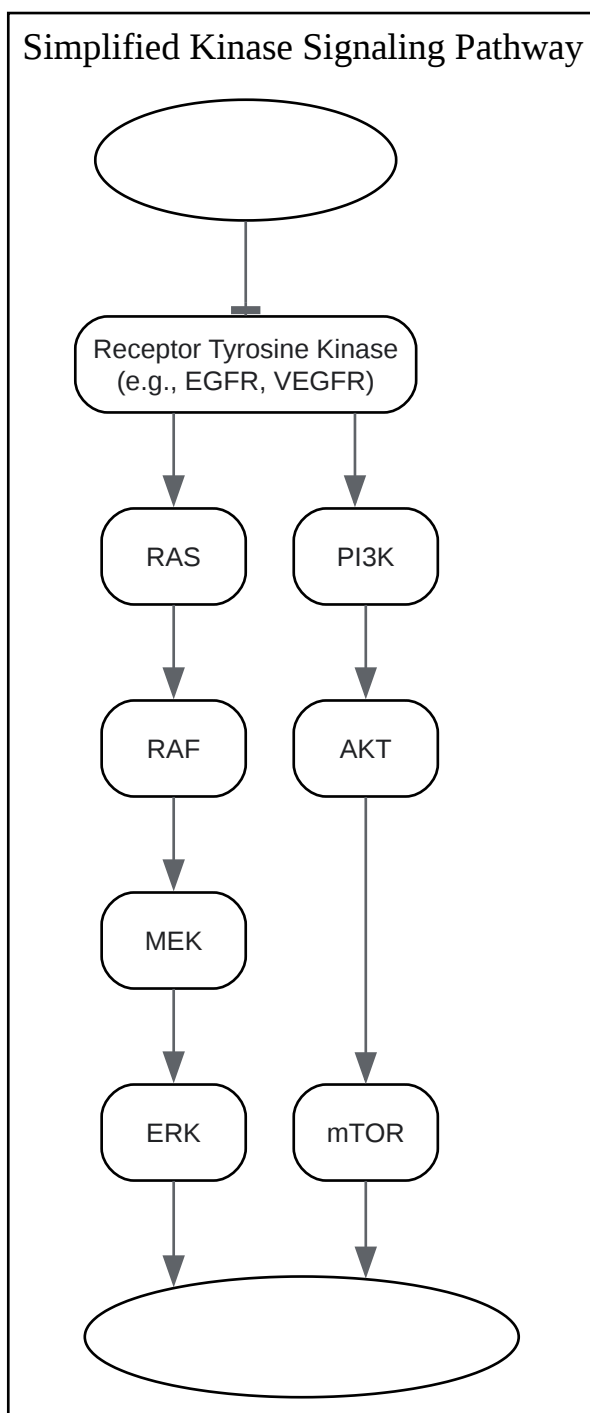 Simplified Kinase Signaling Pathway
Receptor Tyrosine Kinase
(e.g., EGFR, VEGFR)
RAS
PI3K
RAF
AKT
MEK
ERK
mTOR